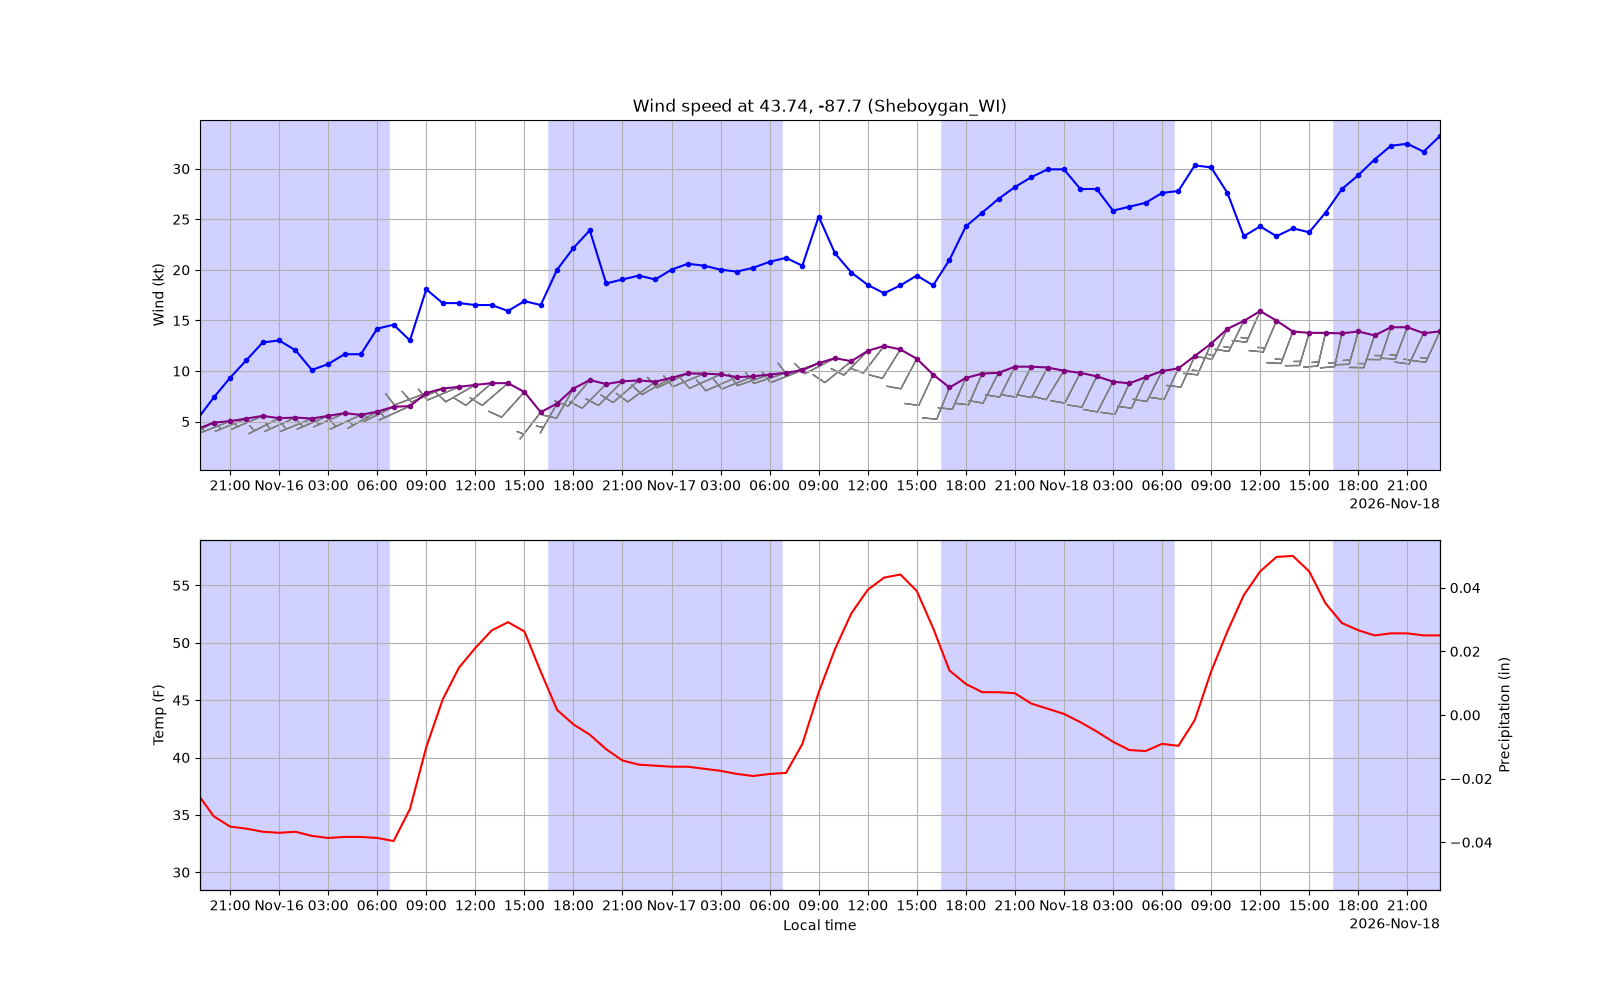 Wind speed at 43.74, -87.7 (Sheboygan_WI)
Wind (kt)
30
25
20
15
10
5
21:00 Nov-16 03:00 06:00 09:00 12:00 15:00 18:00 21:00 Nov-17 03:00 06:00 09:00 12:00 15:00 18:00 21:00 Nov-18 03:00 06:00 09:00 12:00 15:00 18:00 21:00
2026-Nov-18
Temp (F)
55
50
45
40
35
30
0.04
0.02
0.00
−0.02
−0.04
Precipitation (in)
21:00 Nov-16 03:00 06:00 09:00 12:00 15:00 18:00 21:00 Nov-17 03:00 06:00 09:00 12:00 15:00 18:00 21:00 Nov-18 03:00 06:00 09:00 12:00 15:00 18:00 21:00
Local time
2026-Nov-18